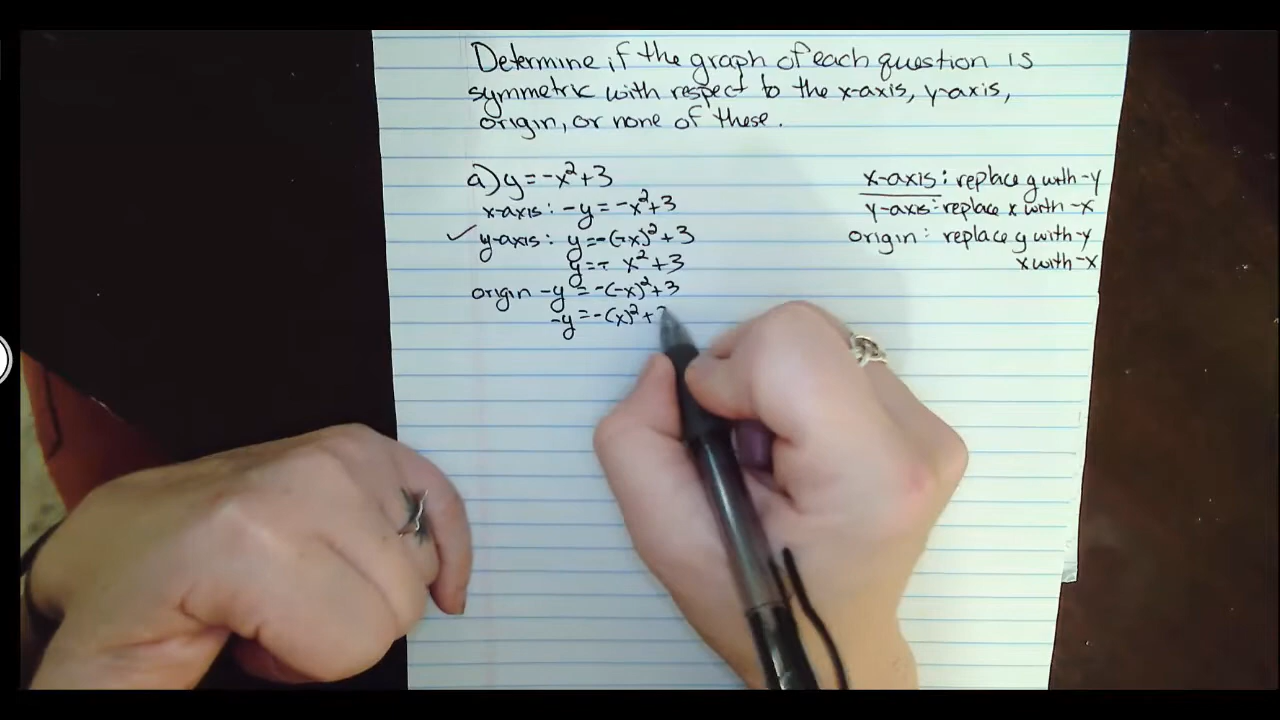 Determine if the graph of each question is
symmetric with respect to the x-axis, y-axis,
origin, or none of these.
a) y = -x²+3
x-axis: -y = -x²+3
✓ y-axis: y = -(-x)²+3
y = - x²+3
origin -y = -(-x)²+3
-y = -(x)²+
x-axis: replace y with -y
y-axis: replace x with -x
origin: replace y with -y
x with -x